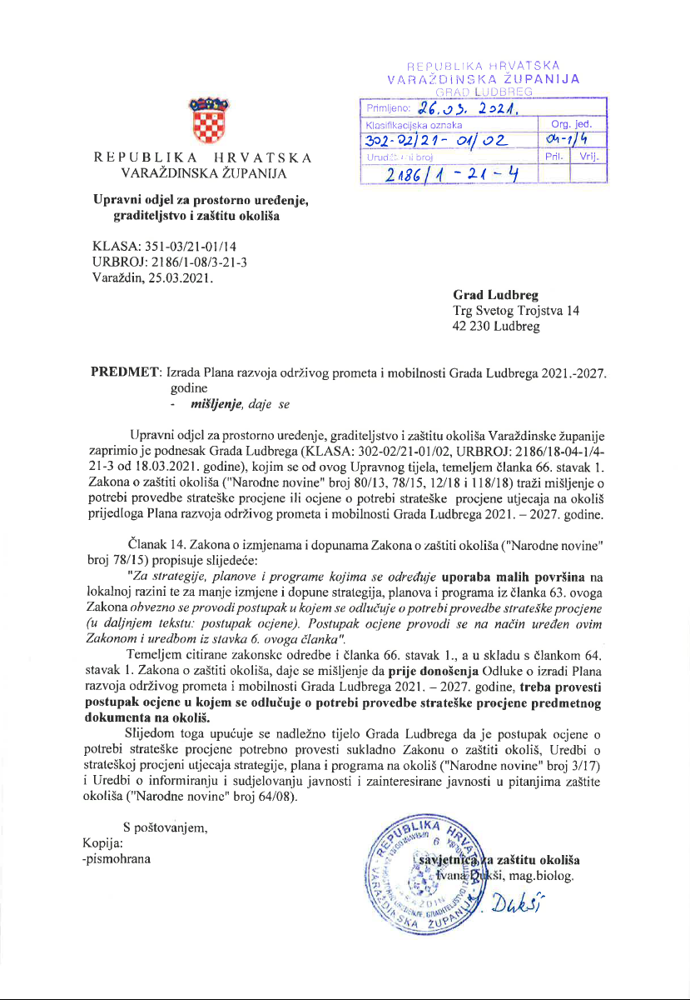 REPUBLIKA HRVATSKA
VARAŽDINSKA ŽUPANIJA
GRAD LUDBREG
Primljeno: 26.03. 2021.
Klasifikacijska oznaka Org. jed.
302-02/21-01/02 04-1/4
broj Pril. Vrij.
2186/1-21-4
REPUBLIKA HRVATSKA
VARAŽDINSKA ŽUPANIJA
Upravni odjel za prostorno uređenje,
graditeljstvo i zaštitu okoliša
KLASA: 351-03/21-01/14
URBROJ: 2186/1-08/3-21-3
Varaždin, 25.03.2021.
Grad Ludbreg
Trg Svetog Trojstva 14
42 230 Ludbreg
PREDMET: Izrada Plana razvoja održivog prometa i mobilnosti Grada Ludbrega 2021.-2027.
godine
- mišljenje, daje se
Upravni odjel za prostorno uređenje, graditeljstvo i zaštitu okoliša Varaždinske županije
zaprimio je podnesak Grada Ludbrega (KLASA: 302-02/21-01/02, URBROJ: 2186/18-04-1/4-
21-3 od 18.03.2021. godine), kojim se od ovog Upravnog tijela, temeljem članka 66. stavak 1.
Zakona o zaštiti okoliša ("Narodne novine" broj 80/13, 78/15, 12/18 i 118/18) traži mišljenje o
potrebi provedbe strateške procjene ili ocjene o potrebi strateške procjene utjecaja na okoliš
prijedloga Plana razvoja održivog prometa i mobilnosti Grada Ludbrega 2021. – 2027. godine.
Članak 14. Zakona o izmjenama i dopunama Zakona o zaštiti okoliša ("Narodne novine"
broj 78/15) propisuje slijedeće:
"Za strategije, planove i programe kojima se određuje uporaba malih površina na
lokalnoj razini te za manje izmjene i dopune strategija, planova i programa iz članka 63. ovoga
Zakona obvezno se provodi postupak u kojem se odlučuje o potrebi provedbe strateške procjene
(u daljnjem tekstu: postupak ocjene). Postupak ocjene provodi se na način uređen ovim
Zakonom i uredbom iz stavka 6. ovoga članka".
Temeljem citirane zakonske odredbe i članka 66. stavak 1., a u skladu s člankom 64.
stavak 1. Zakona o zaštiti okoliša, daje se mišljenje da prije donošenja Odluke o izradi Plana
razvoja održivog prometa i mobilnosti Grada Ludbrega 2021. – 2027. godine, treba provesti
postupak ocjene u kojem se odlučuje o potrebi provedbe strateške procjene predmetnog
dokumenta na okoliš.
Slijedom toga upućuje se nadležno tijelo Grada Ludbrega da je postupak ocjene o
potrebi strateške procjene potrebno provesti sukladno Zakonu o zaštiti okoliš, Uredbi o
strateškoj procjeni utjecaja strategije, plana i programa na okoliš ("Narodne novine" broj 3/17)
i Uredbi o informiranju i sudjelovanju javnosti i zainteresirane javnosti u pitanjima zaštite
okoliša ("Narodne novine" broj 64/08).
S poštovanjem,
Kopija:
-pismohrana
savjetnica za zaštitu okoliša
Ivana Dukši, mag.biolog.
Dukši
REPUBLIKA HRVATSKA
VARAŽDINSKA ŽUPANIJA